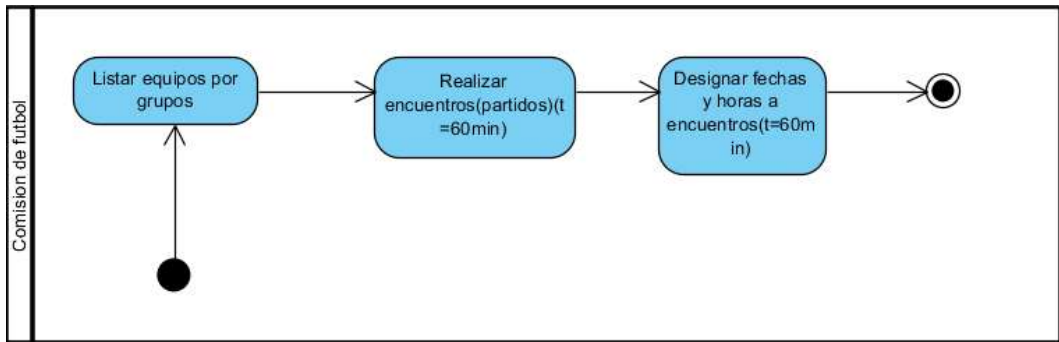 Comision de futbol
Listar equipos por
grupos
Realizar
encuentros(partidos)(t
=60min)
Designar fechas
y horas a
encuentros(t=60m
in)